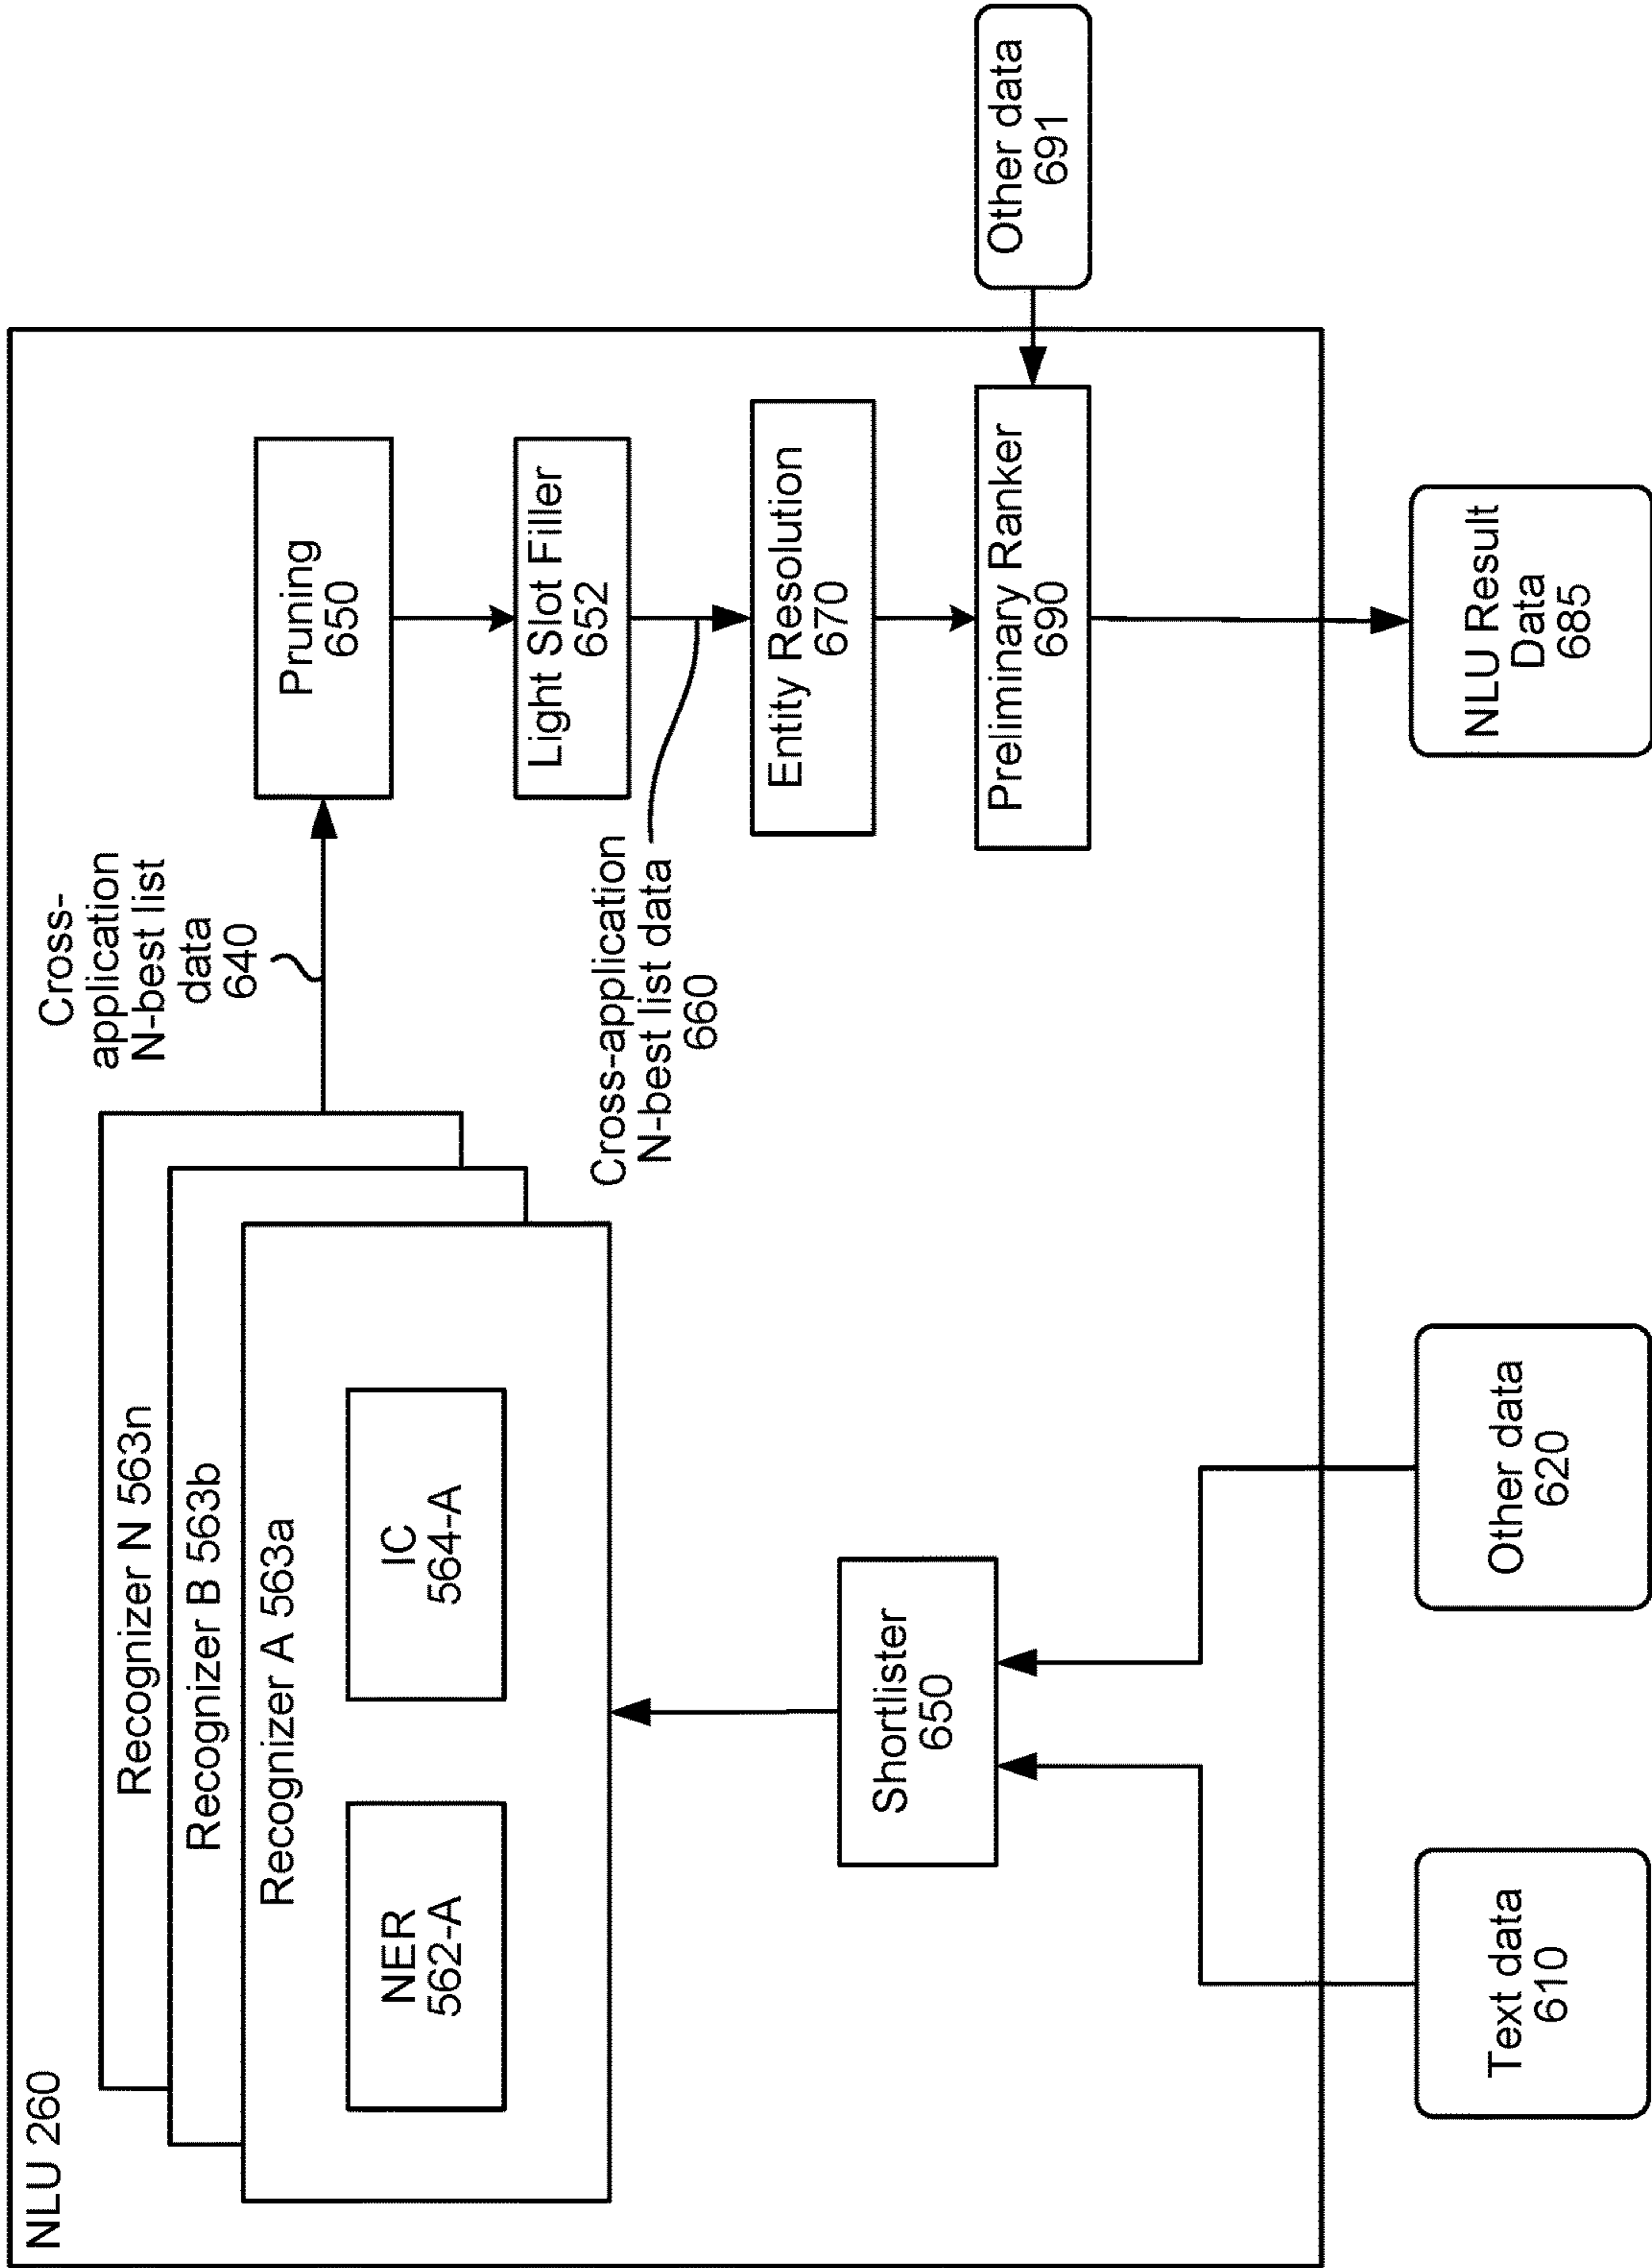 NLU 260
Recognizer N 563n
Recognizer B 563b
Recognizer A 563a
NER
562-A
IC
564-A
Cross-
application
N-best list
data
640
Pruning
650
Light Slot Filler
652
Cross-application
N-best list data
660
Entity Resolution
670
Preliminary Ranker
690
Other data
691
Shortlister
650
Text data
610
Other data
620
NLU Result
Data
685